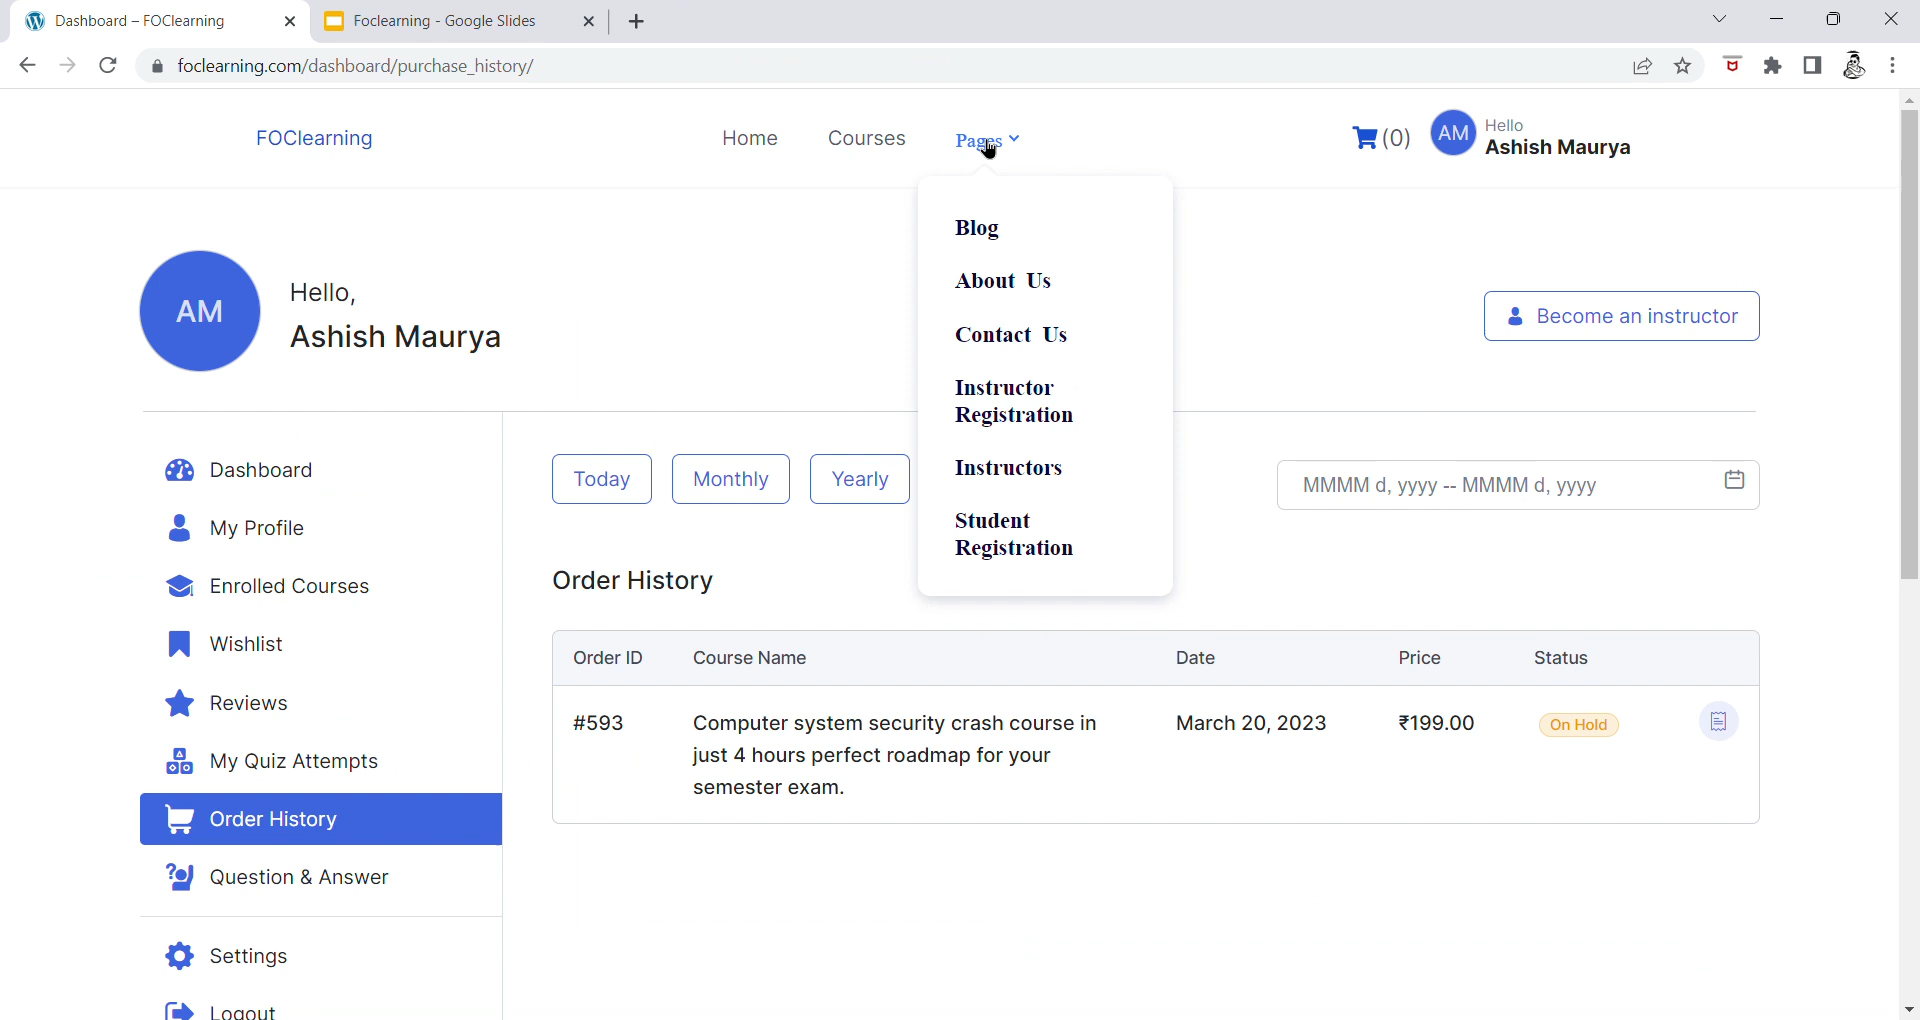 Dashboard – FOClearning
Foclearning - Google Slides
foclearning.com/dashboard/purchase_history/
FOClearning
Home
Courses
Pages
(0)
AM
Hello
Ashish Maurya
Blog
About Us
Contact Us
Instructor
Registration
Instructors
Student
Registration
AM
Hello,
Ashish Maurya
Become an instructor
Dashboard
My Profile
Enrolled Courses
Wishlist
Reviews
My Quiz Attempts
Order History
Question & Answer
Settings
Logout
Today
Monthly
Yearly
MMMM d, yyyy -- MMMM d, yyyy
Order History
Order ID
Course Name
Date
Price
Status
#593
Computer system security crash course in
just 4 hours perfect roadmap for your
semester exam.
March 20, 2023
₹199.00
On Hold